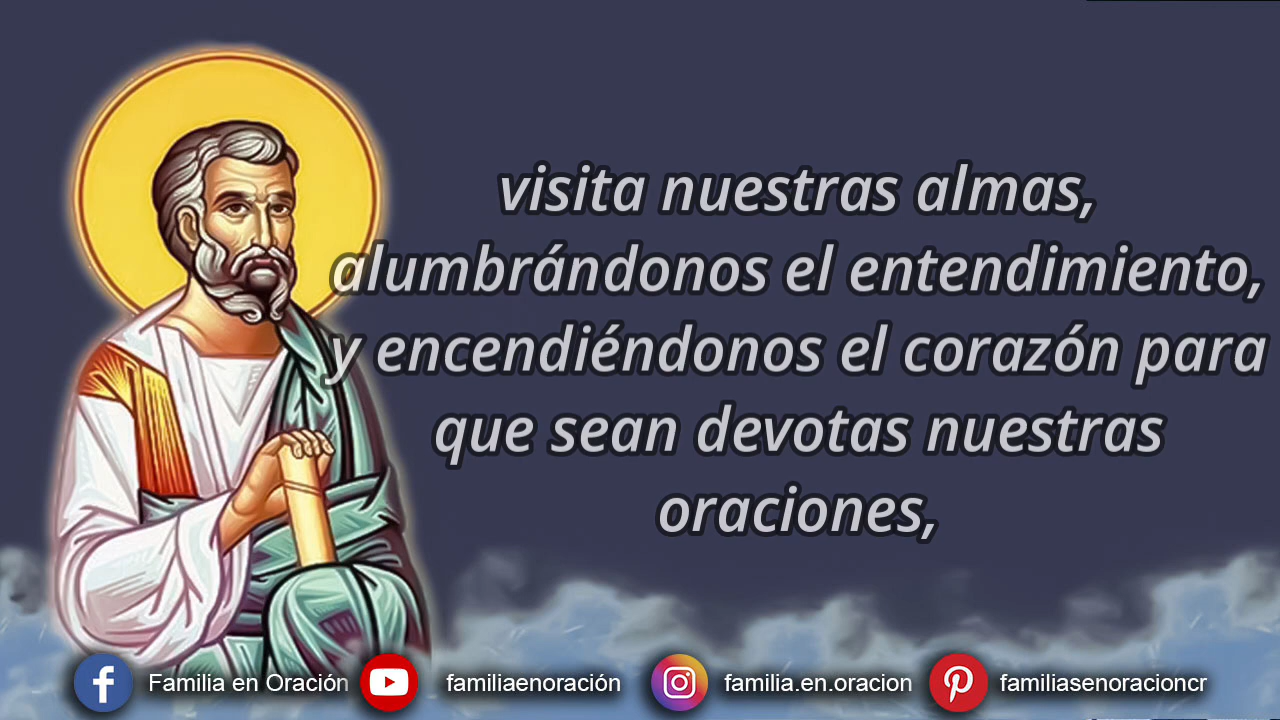 visita nuestras almas,
alumbrándonos el entendimiento,
y encendiéndonos el corazón para
que sean devotas nuestras
oraciones,
Familia en Oración familiaenoración familia.en.oracion familiasenoracioncr